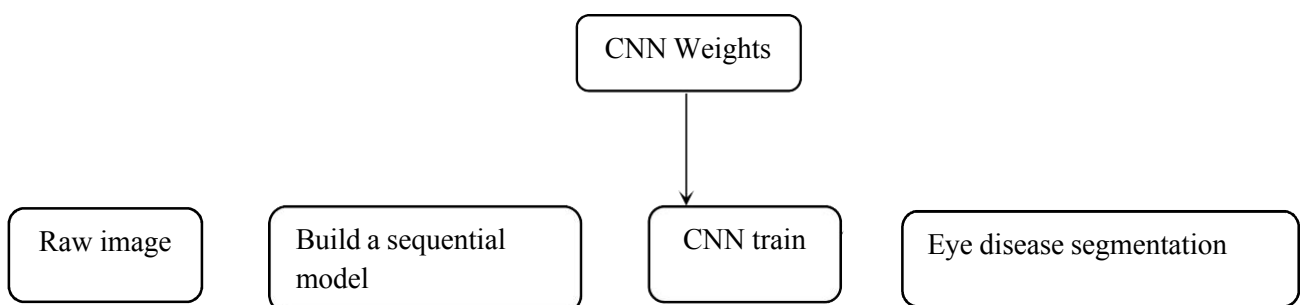 CNN Weights
Raw image
Build a sequential
model
CNN train
Eye disease segmentation